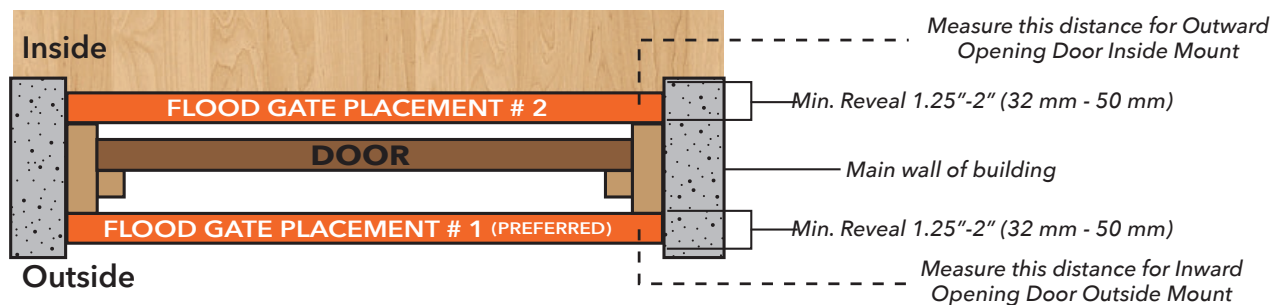 Inside
Measure this distance for Outward
Opening Door Inside Mount
FLOOD GATE PLACEMENT # 2
Min. Reveal 1.25”-2” (32 mm - 50 mm)
DOOR
Main wall of building
FLOOD GATE PLACEMENT # 1 (PREFERRED)
Min. Reveal 1.25”-2” (32 mm - 50 mm)
Outside
Measure this distance for Inward
Opening Door Outside Mount